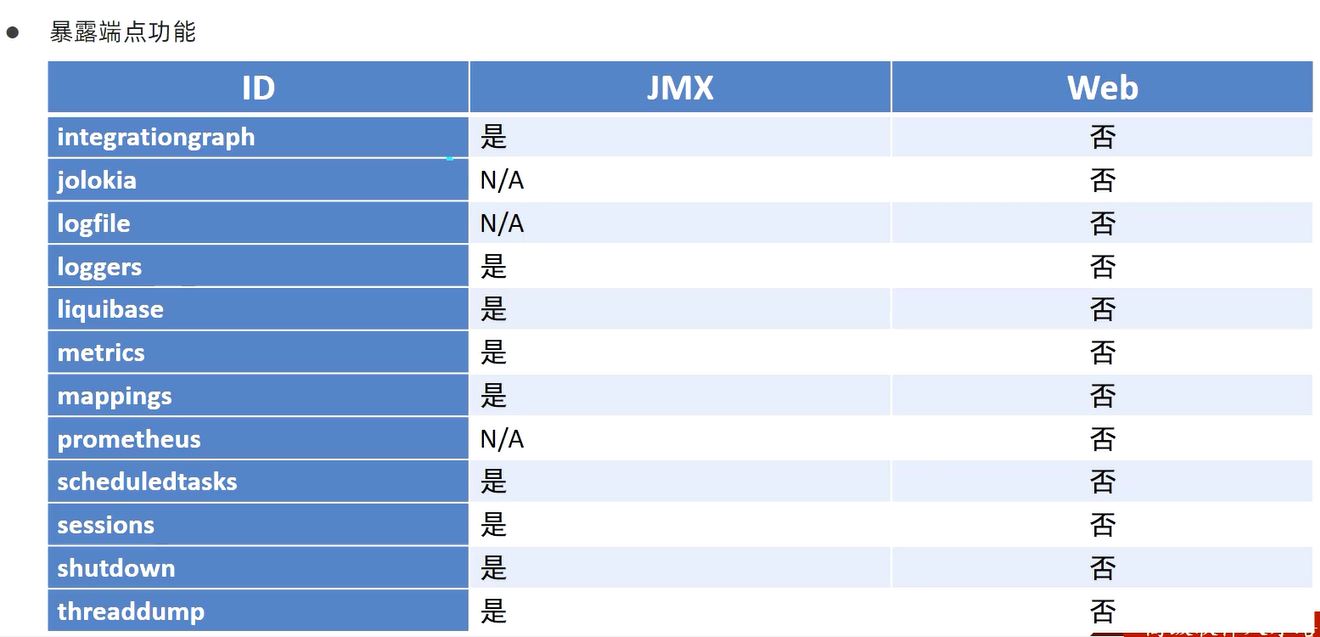 ● 暴露端点功能
ID JMX Web
integrationgraph 是 否
jolokia N/A 否
logfile N/A 否
loggers 是 否
liquibase 是 否
metrics 是 否
mappings 是 否
prometheus N/A 否
scheduledtasks 是 否
sessions 是 否
shutdown 是 否
threaddump 是 否